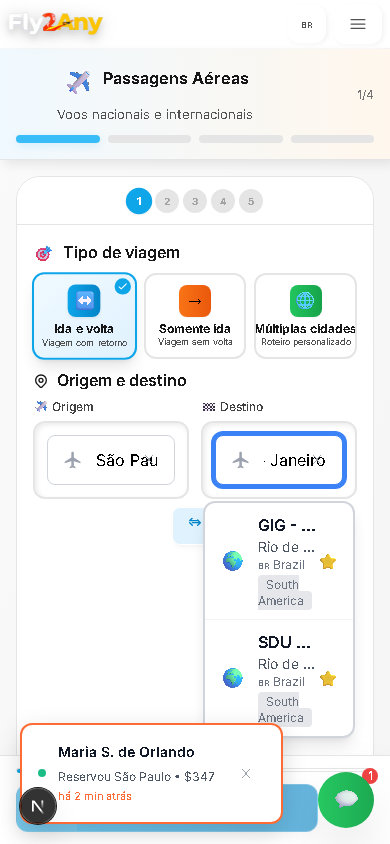 Fly2Any
BR
Passagens Aéreas
Voos nacionais e internacionais
1/4
1 2 3 4 5
Tipo de viagem
Ida e volta
Viagem com retorno
Somente ida
Viagem sem volta
Múltiplas cidades
Roteiro personalizado
Origem e destino
Origem
Destino
São Pau
Janeiro
GIG - ...
Rio de ...
BR Brazil
South
America
SDU ...
Rio de ...
BR Brazil
South
America
Maria S. de Orlando
Reservou São Paulo • $347
há 2 min atrás
N
1